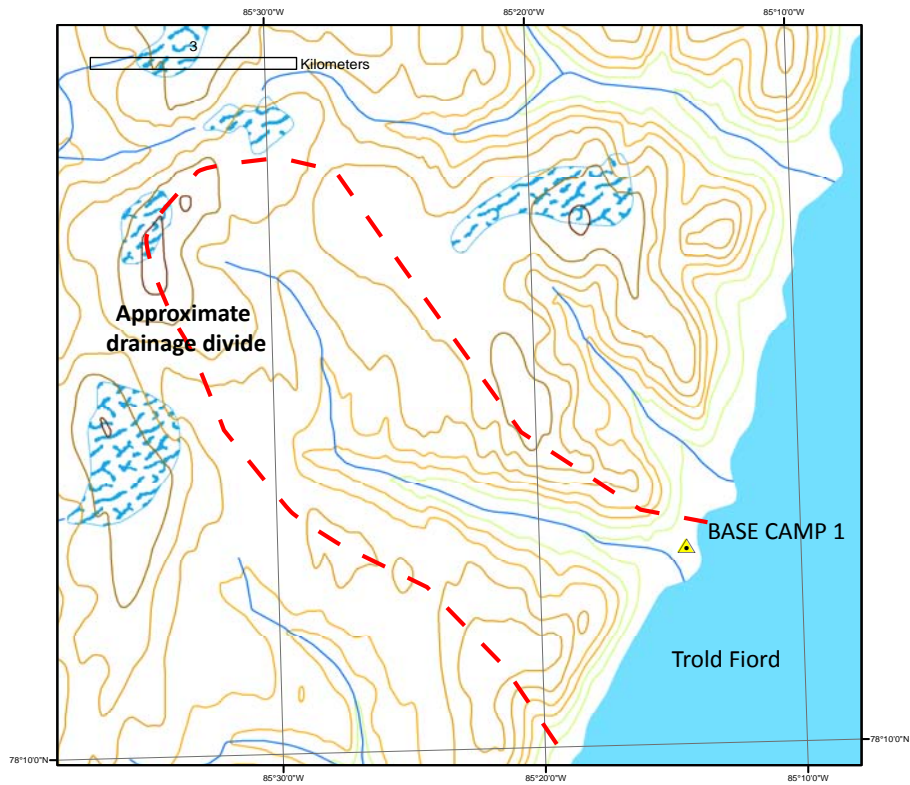 85°30'0"W
85°20'0"W
85°10'0"W
3
Kilometers
Approximate
drainage divide
BASE CAMP 1
Trold Fiord
78°10'0"N
78°10'0"N
85°30'0"W
85°20'0"W
85°10'0"W